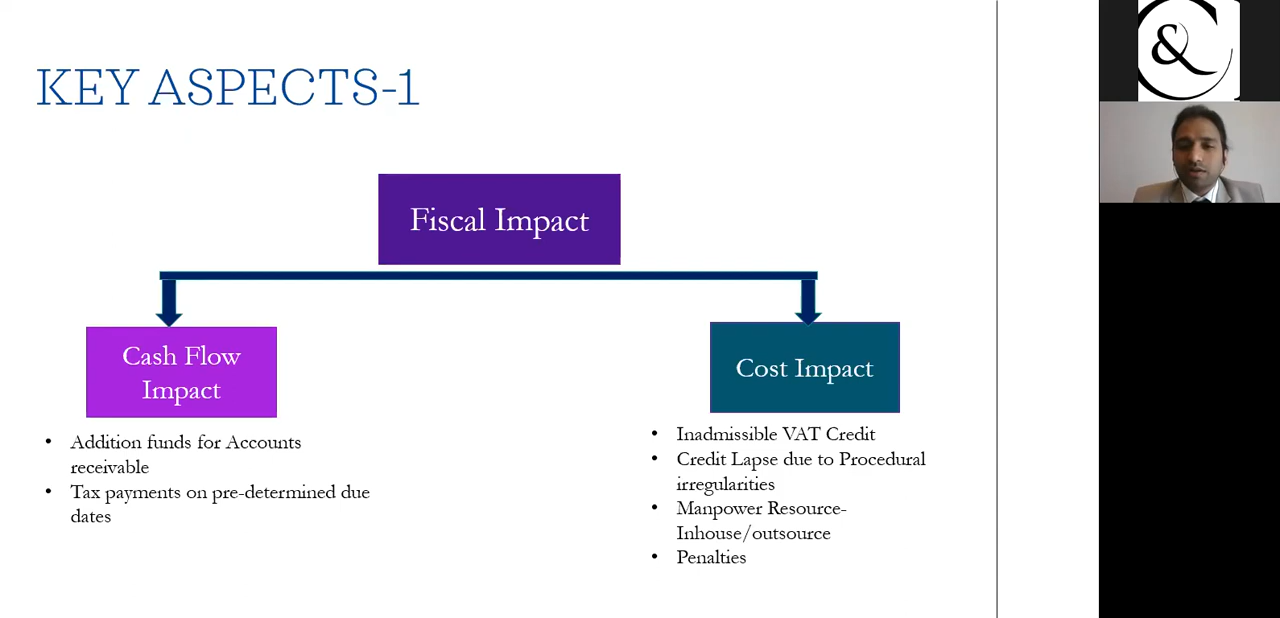 KEY ASPECTS-1
Fiscal Impact
Cash Flow
Impact
• Addition funds for Accounts
receivable
• Tax payments on pre-determined due
dates
Cost Impact
• Inadmissible VAT Credit
• Credit Lapse due to Procedural
irregularities
• Manpower Resource-
Inhouse/outsource
• Penalties
&